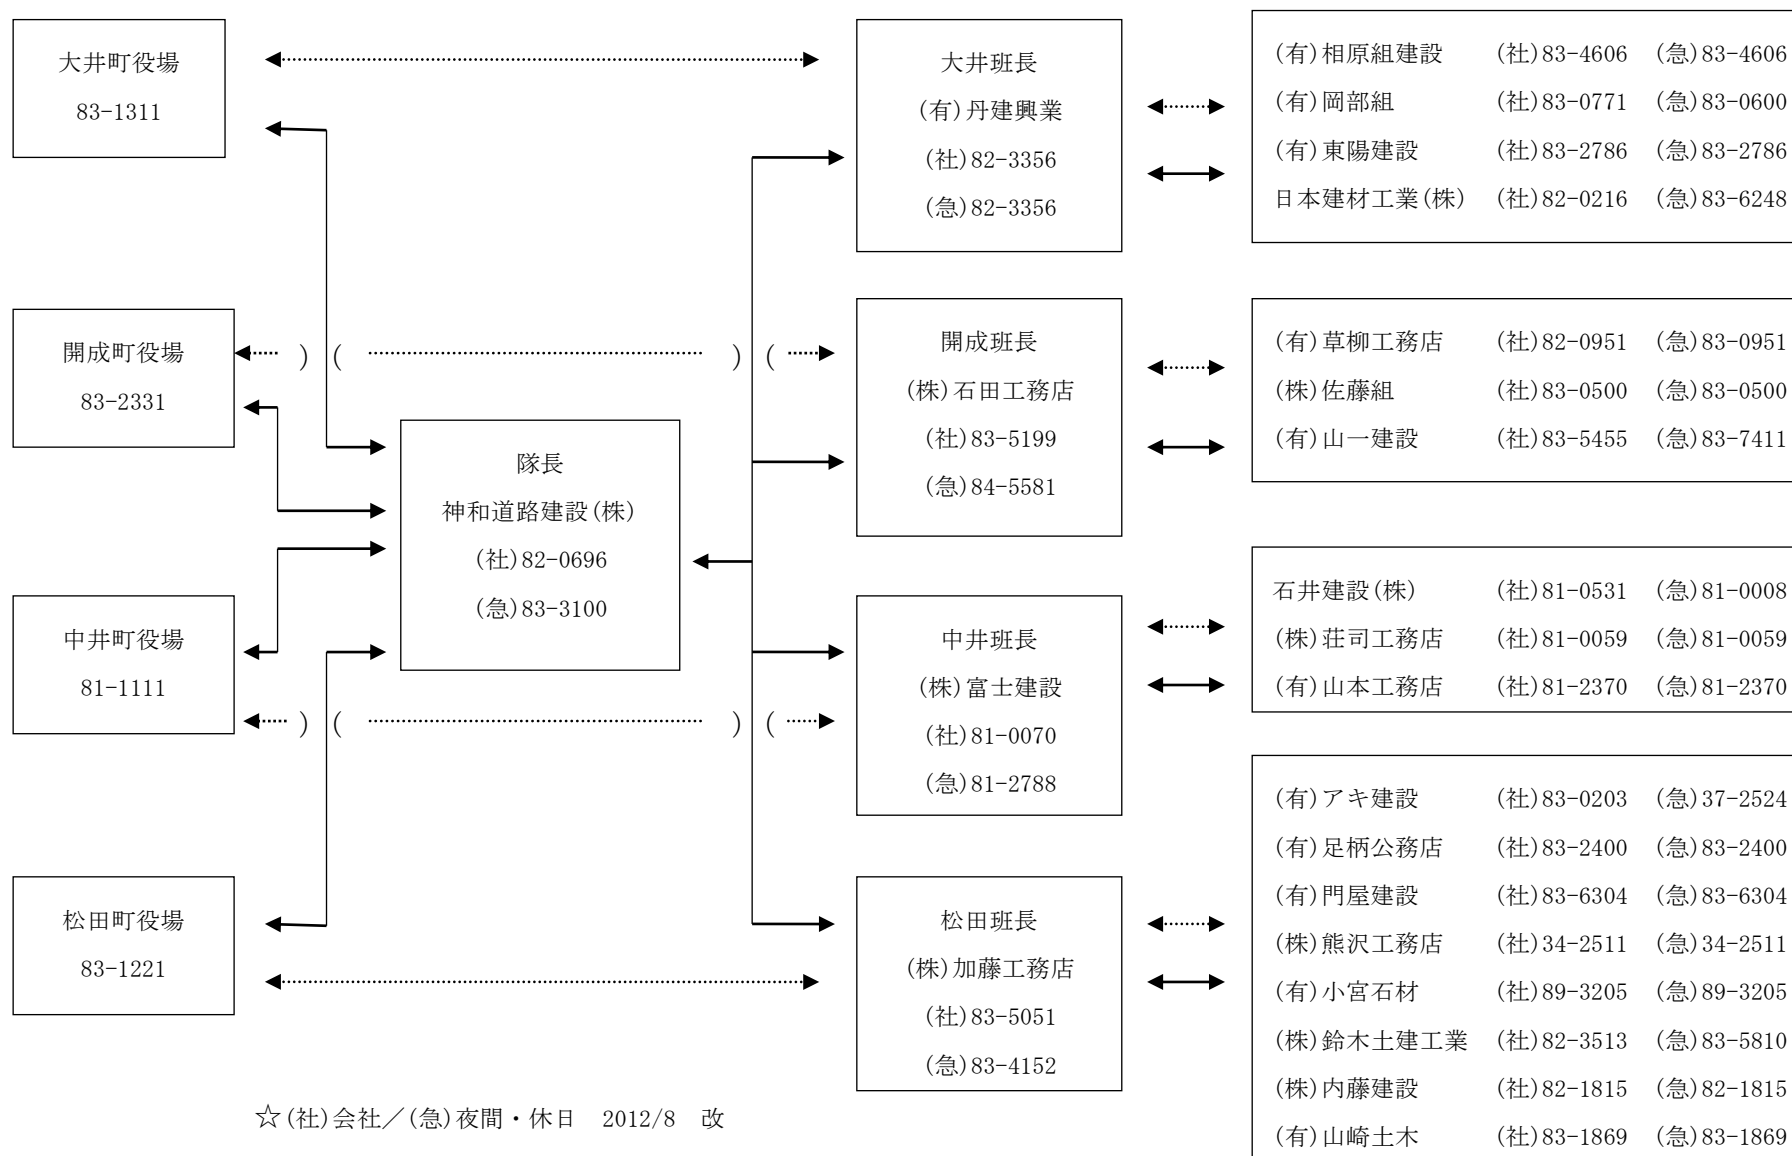 大井町役場
83-1311
開成町役場
83-2331
中井町役場
81-1111
松田町役場
83-1221
隊長
神和道路建設(株)
(社)82-0696
(急)83-3100
大井班長
(有)丹建興業
(社)82-3356
(急)82-3356
開成班長
(株)石田工務店
(社)83-5199
(急)84-5581
中井班長
(株)富士建設
(社)81-0070
(急)81-2788
松田班長
(株)加藤工務店
(社)83-5051
(急)83-4152
(有)相原組建設 (社)83-4606 (急)83-4606
(有)岡部組 (社)83-0771 (急)83-0600
(有)東陽建設 (社)83-2786 (急)83-2786
日本建材工業(株) (社)82-0216 (急)83-6248
(有)草柳工務店 (社)82-0951 (急)83-0951
(株)佐藤組 (社)83-0500 (急)83-0500
(有)山一建設 (社)83-5455 (急)83-7411
石井建設(株) (社)81-0531 (急)81-0008
(株)荘司工務店 (社)81-0059 (急)81-0059
(有)山本工務店 (社)81-2370 (急)81-2370
(有)アキ建設 (社)83-0203 (急)37-2524
(有)足柄公務店 (社)83-2400 (急)83-2400
(有)門屋建設 (社)83-6304 (急)83-6304
(株)熊沢工務店 (社)34-2511 (急)34-2511
(有)小宮石材 (社)89-3205 (急)89-3205
(株)鈴木土建工業 (社)82-3513 (急)83-5810
(株)内藤建設 (社)82-1815 (急)82-1815
(有)山崎土木 (社)83-1869 (急)83-1869
☆(社)会社／(急)夜間・休日 2012/8 改